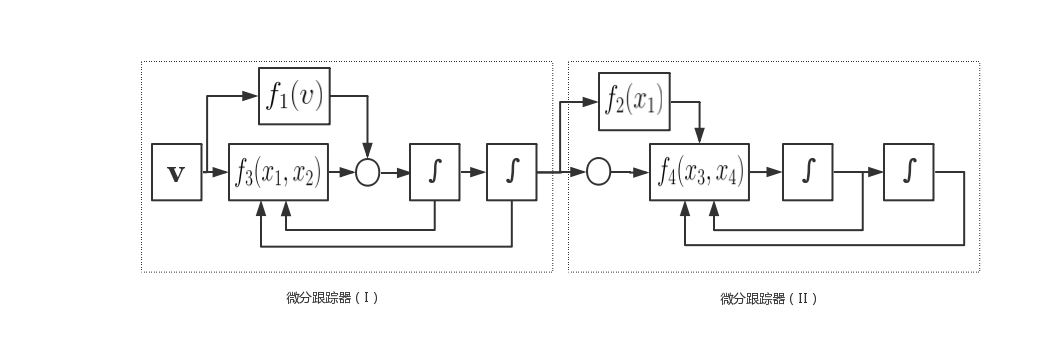 f₁(v)
f₂(x₁)
v
f₃(x₁, x₂)
∫
∫
f₄(x₃, x₄)
∫
∫
微分跟踪器 ( I )
微分跟踪器 ( II )